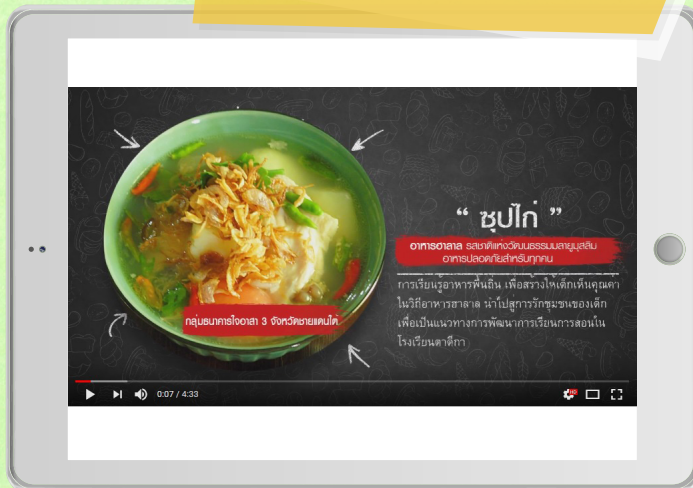 “ ซุปไก่ ”
อาหารฮาลาล รสชาติแห่งวัฒนธรรมมลายูมุสลิม
อาหารปลอดภัยสำหรับทุกคน
การเรียนรู้อาหารพื้นถิ่น เพื่อสร้างให้เด็กเห็นคุณค่า
ในวิถีอาหารฮาลาล นำไปสู่การรักชุมชนของเด็ก
เพื่อเป็นแนวทางการพัฒนาการเรียนการสอนใน
โรงเรียนตาดีกา
กลุ่มธนาคารใจอาสา 3 จังหวัดชายแดนใต้
0:07 / 4:33
HD